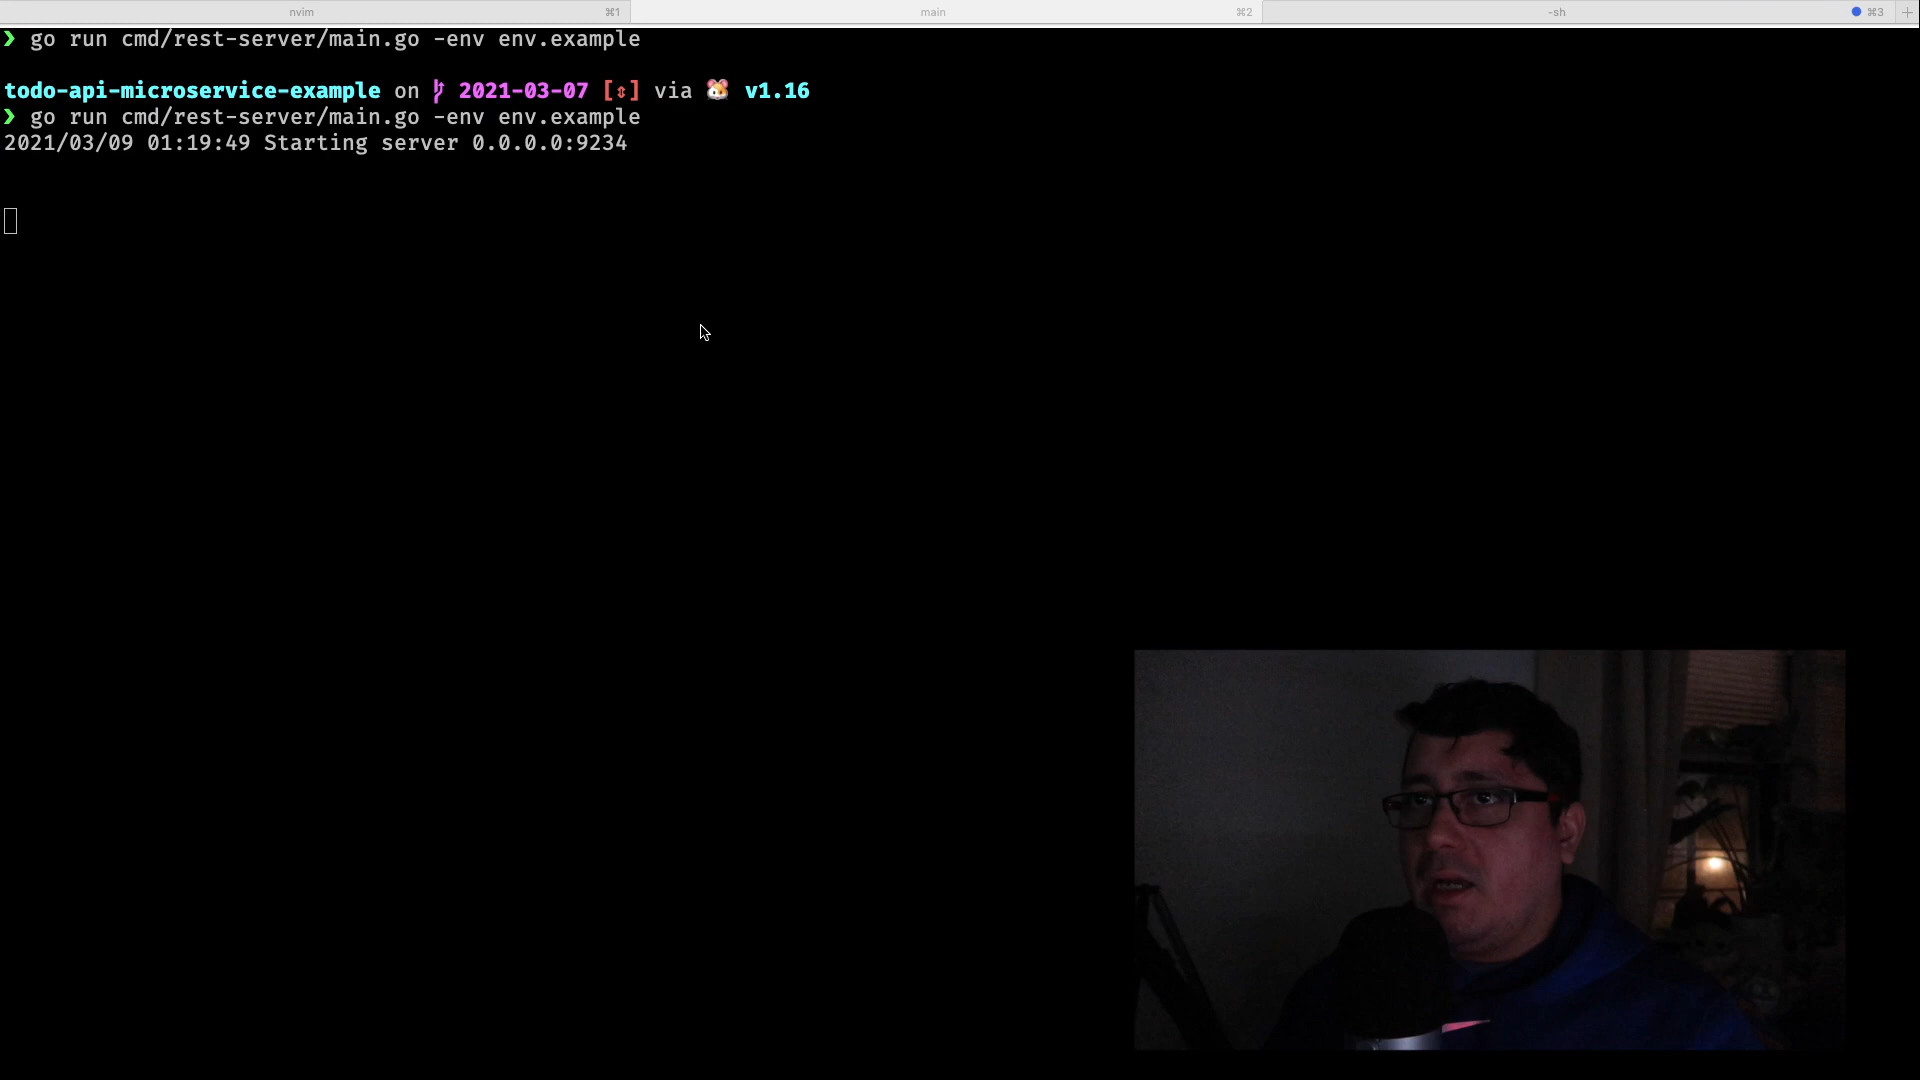 nvim ⌘1 main ⌘2 -sh ⌘3 +
❯ go run cmd/rest-server/main.go -env env.example
todo-api-microservice-example on 2021-03-07 [⇕] via 🐹 v1.16
❯ go run cmd/rest-server/main.go -env env.example
2021/03/09 01:19:49 Starting server 0.0.0.0:9234